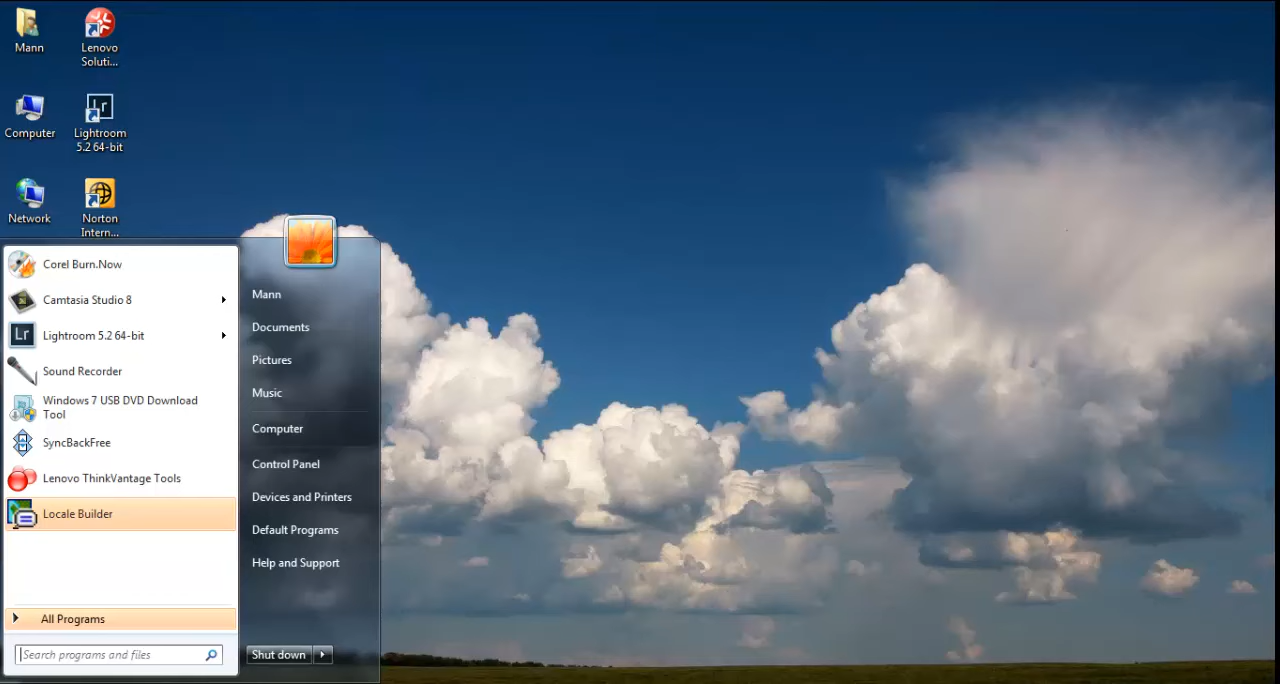 Mann
Lenovo
Soluti...
Computer
Lr
Lightroom
5.2 64-bit
Network
Norton
Intern...
Corel Burn.Now
Camtasia Studio 8
Lr
Lightroom 5.2 64-bit
Sound Recorder
Windows 7 USB DVD Download
Tool
SyncBackFree
Lenovo ThinkVantage Tools
Locale Builder
All Programs
Search programs and files
Mann
Documents
Pictures
Music
Computer
Control Panel
Devices and Printers
Default Programs
Help and Support
Shut down